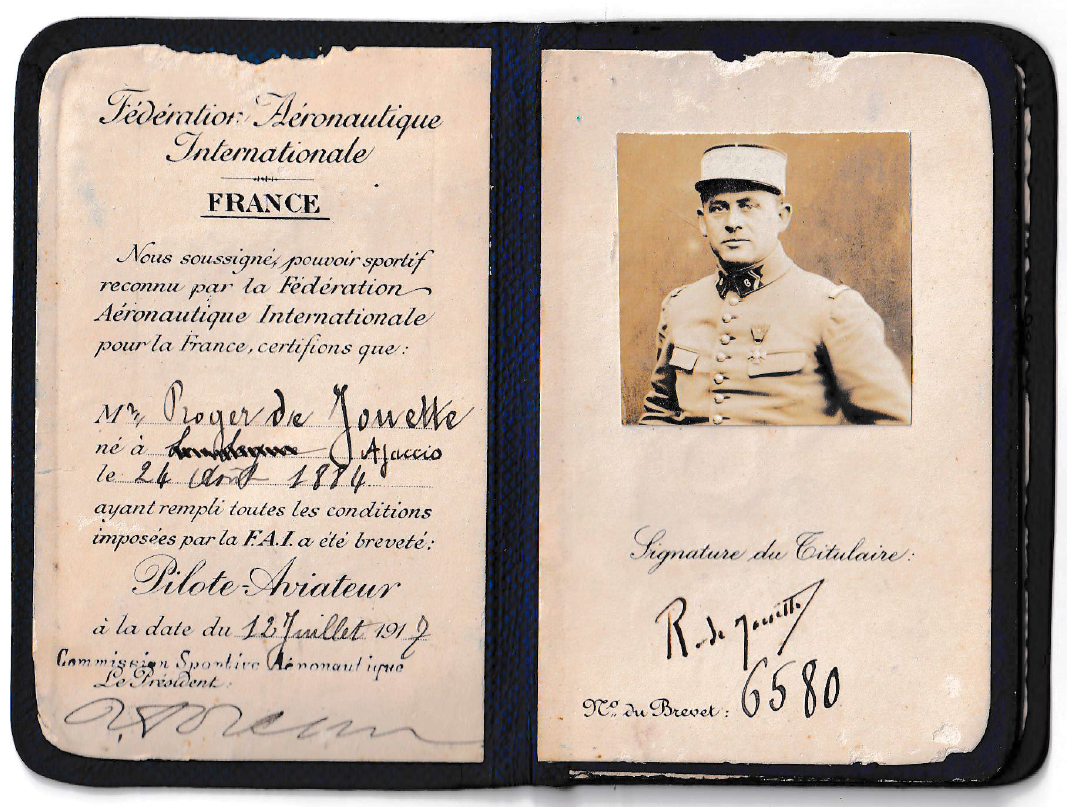 Fédération Aéronautique
Internationale
FRANCE
Nous soussigné, pouvoir sportif
reconnu par la Fédération
Aéronautique Internationale
pour la France, certifions que :
Mr Roger de Jouette
né à Ajaccio
le 24 Août 1884
ayant rempli toutes les conditions
imposées par la F.A.I. a été breveté :
Pilote-Aviateur
à la date du 12 Juillet 1917
Commission Sportive Aéronautique
Le Président :
Signature du Titulaire :
R. de Jouette
No. du Brevet : 6580